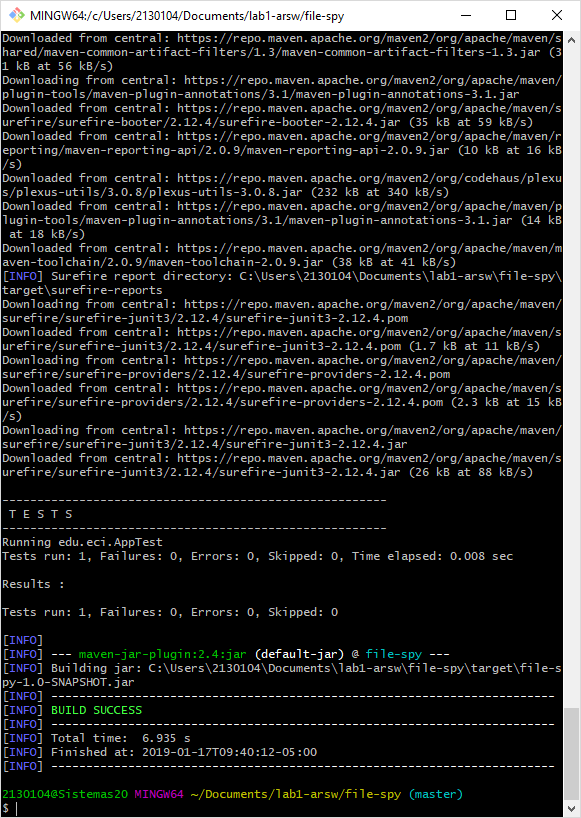 MINGW64:/c/Users/2130104/Documents/lab1-arsw/file-spy
Downloaded from central: https://repo.maven.apache.org/maven2/org/apache/maven/s
hared/maven-common-artifact-filters/1.3/maven-common-artifact-filters-1.3.jar (3
1 kB at 56 kB/s)
Downloading from central: https://repo.maven.apache.org/maven2/org/apache/maven/
plugin-tools/maven-plugin-annotations/3.1/maven-plugin-annotations-3.1.jar
Downloaded from central: https://repo.maven.apache.org/maven2/org/apache/maven/s
urefire/surefire-booter/2.12.4/surefire-booter-2.12.4.jar (35 kB at 59 kB/s)
Downloaded from central: https://repo.maven.apache.org/maven2/org/apache/maven/r
eporting/maven-reporting-api/2.0.9/maven-reporting-api-2.0.9.jar (10 kB at 16 kB
/s)
Downloaded from central: https://repo.maven.apache.org/maven2/org/codehaus/plexu
s/plexus-utils/3.0.8/plexus-utils-3.0.8.jar (232 kB at 340 kB/s)
Downloaded from central: https://repo.maven.apache.org/maven2/org/apache/maven/p
lugin-tools/maven-plugin-annotations/3.1/maven-plugin-annotations-3.1.jar (14 kB
 at 18 kB/s)
Downloaded from central: https://repo.maven.apache.org/maven2/org/apache/maven/m
aven-toolchain/2.0.9/maven-toolchain-2.0.9.jar (38 kB at 41 kB/s)
[INFO] Surefire report directory: C:\Users\2130104\Documents\lab1-arsw\file-spy\
target\surefire-reports
Downloading from central: https://repo.maven.apache.org/maven2/org/apache/maven/
surefire/surefire-junit3/2.12.4/surefire-junit3-2.12.4.pom
Downloaded from central: https://repo.maven.apache.org/maven2/org/apache/maven/s
urefire/surefire-junit3/2.12.4/surefire-junit3-2.12.4.pom (1.7 kB at 11 kB/s)
Downloading from central: https://repo.maven.apache.org/maven2/org/apache/maven/
surefire/surefire-providers/2.12.4/surefire-providers-2.12.4.pom
Downloaded from central: https://repo.maven.apache.org/maven2/org/apache/maven/s
urefire/surefire-providers/2.12.4/surefire-providers-2.12.4.pom (2.3 kB at 15 kB
/s)
Downloading from central: https://repo.maven.apache.org/maven2/org/apache/maven/
surefire/surefire-junit3/2.12.4/surefire-junit3-2.12.4.jar
Downloaded from central: https://repo.maven.apache.org/maven2/org/apache/maven/s
urefire/surefire-junit3/2.12.4/surefire-junit3-2.12.4.jar (26 kB at 88 kB/s)
-------------------------------------------------------
 T E S T S
-------------------------------------------------------
Running edu.eci.AppTest
Tests run: 1, Failures: 0, Errors: 0, Skipped: 0, Time elapsed: 0.008 sec
Results :
Tests run: 1, Failures: 0, Errors: 0, Skipped: 0
[INFO]
[INFO] --- maven-jar-plugin:2.4:jar (default-jar) @ file-spy ---
[INFO] Building jar: C:\Users\2130104\Documents\lab1-arsw\file-spy\target\file-s
py-1.0-SNAPSHOT.jar
[INFO] ------------------------------------------------------------------------
[INFO] BUILD SUCCESS
[INFO] ------------------------------------------------------------------------
[INFO] Total time:  6.935 s
[INFO] Finished at: 2019-01-17T09:40:12-05:00
[INFO] ------------------------------------------------------------------------
2130104@Sistemas20 MINGW64 ~/Documents/lab1-arsw/file-spy (master)
$